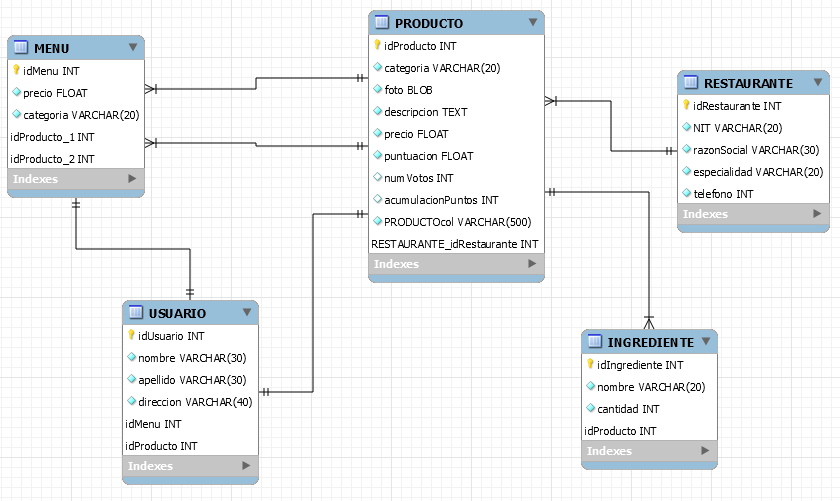 MENU
idMenu INT
precio FLOAT
categoria VARCHAR(20)
idProducto_1 INT
idProducto_2 INT
Indexes
PRODUCTO
idProducto INT
categoria VARCHAR(20)
foto BLOB
descripcion TEXT
precio FLOAT
puntuacion FLOAT
numVotos INT
acumulacionPuntos INT
PRODUCTOcol VARCHAR(500)
RESTAURANTE_idRestaurante INT
Indexes
RESTAURANTE
idRestaurante INT
NIT VARCHAR(20)
razonSocial VARCHAR(30)
especialidad VARCHAR(20)
telefono INT
Indexes
USUARIO
idUsuario INT
nombre VARCHAR(30)
apellido VARCHAR(30)
direccion VARCHAR(40)
idMenu INT
idProducto INT
Indexes
INGREDIENTE
idIngrediente INT
nombre VARCHAR(20)
cantidad INT
idProducto INT
Indexes